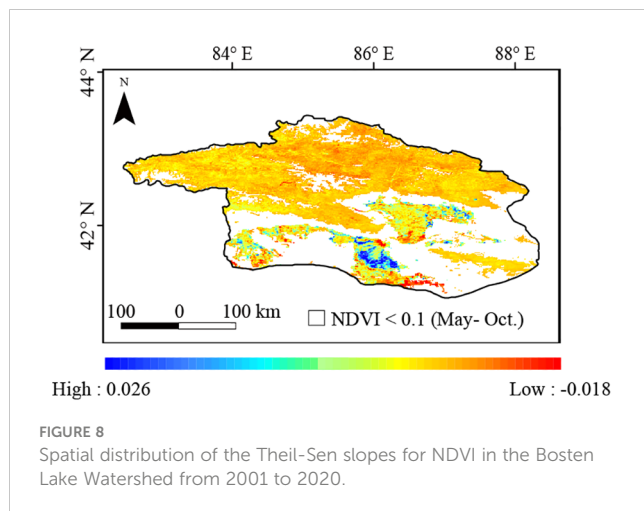 84° E 86° E 88° E
44° N
N
42° N
100 0 100 km
NDVI < 0.1 (May- Oct.)
High : 0.026 Low : -0.018
FIGURE 8
Spatial distribution of the Theil-Sen slopes for NDVI in the Bosten
Lake Watershed from 2001 to 2020.